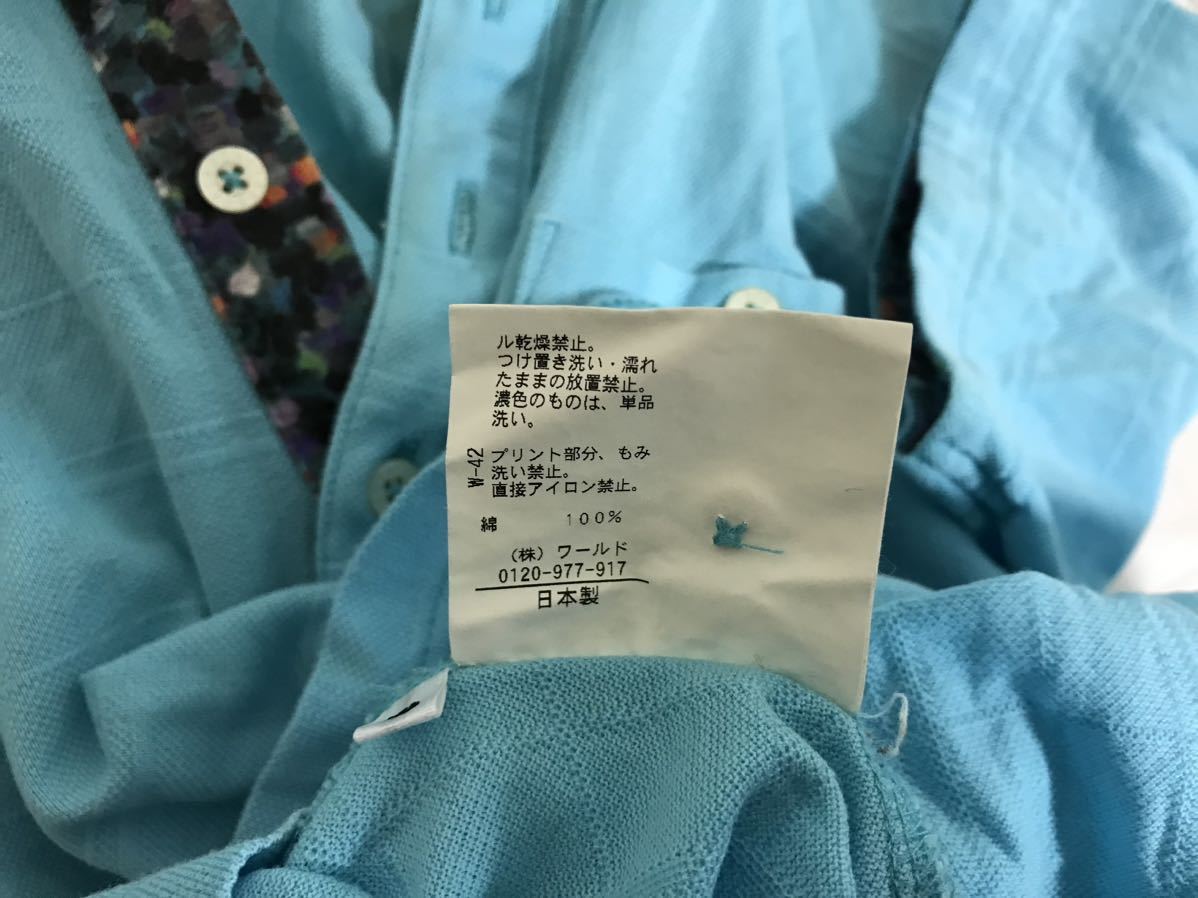 ル乾燥禁止。
つけ置き洗い・濡れ
たままの放置禁止。
濃色のものは、単品
洗い。
W-42
プリント部分、もみ
洗い禁止。
直接アイロン禁止。
綿 100%
(株)ワールド
0120-977-917
日本製